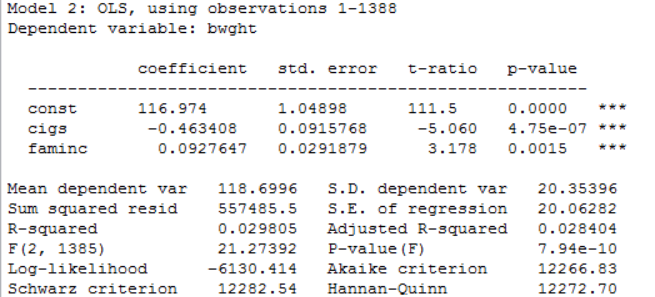 Model 2: OLS, using observations 1-1388
Dependent variable: bwght
coefficient std. error t-ratio p-value
---------------------------------------------------------
const 116.974 1.04898 111.5 0.0000 ***
cigs −0.463408 0.0915768 −5.060 4.75e-07 ***
faminc 0.0927647 0.0291879 3.178 0.0015 ***
Mean dependent var 118.6996 S.D. dependent var 20.35396
Sum squared resid 557485.5 S.E. of regression 20.06282
R-squared 0.029805 Adjusted R-squared 0.028404
F(2, 1385) 21.27392 P-value(F) 7.94e-10
Log-likelihood −6130.414 Akaike criterion 12266.83
Schwarz criterion 12282.54 Hannan-Quinn 12272.70